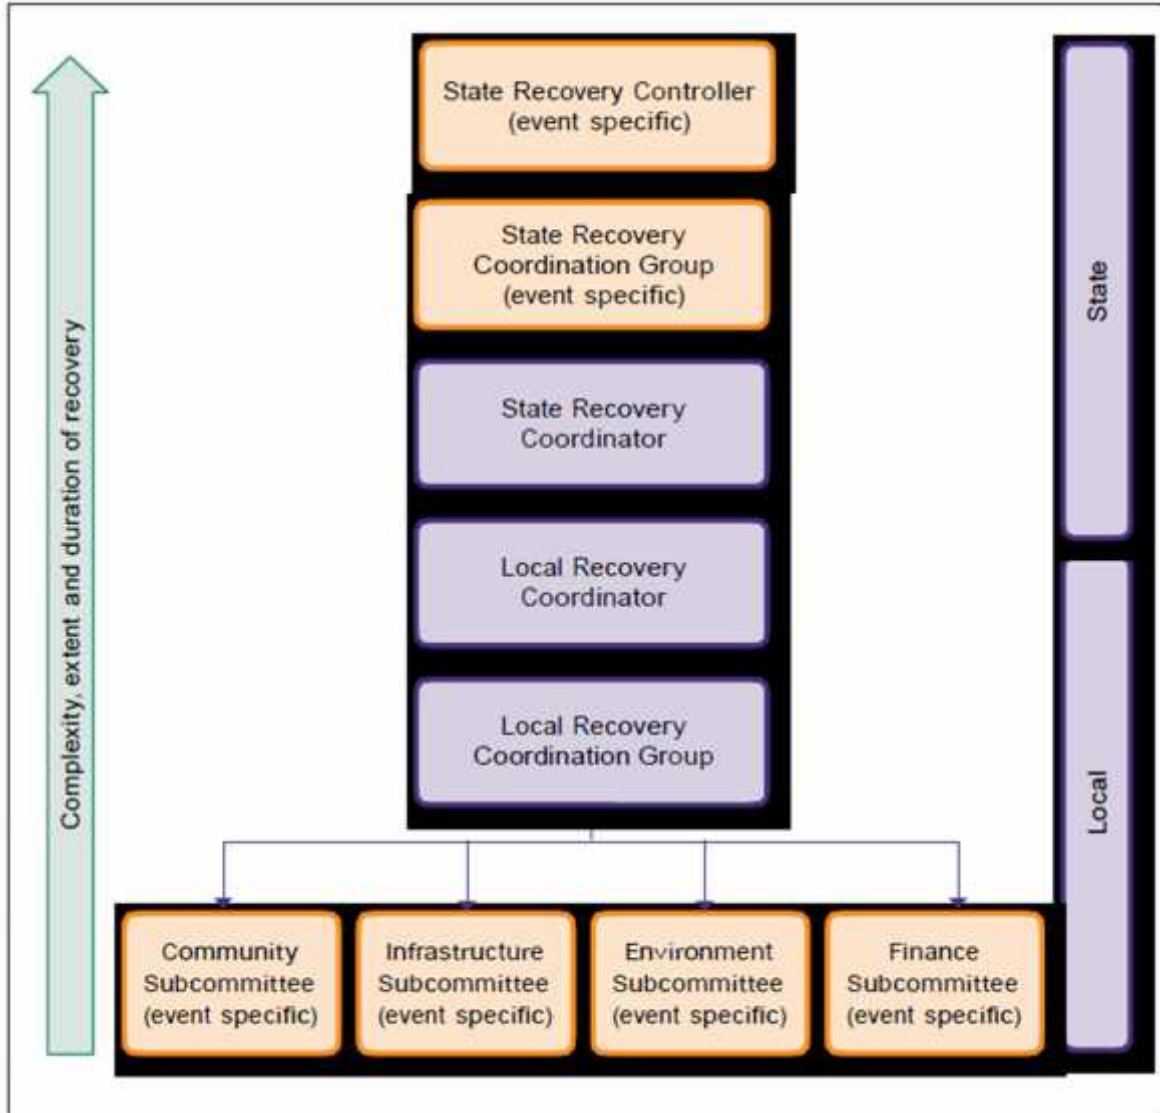 State Recovery Controller
(event specific)
State Recovery
Coordination Group
(event specific)
State Recovery
Coordinator
Local Recovery
Coordinator
Local Recovery
Coordination Group
Community
Subcommittee
(event specific)
Infrastructure
Subcommittee
(event specific)
Environment
Subcommittee
(event specific)
Finance
Subcommittee
(event specific)
Complexity, extent and duration of recovery
State
Local